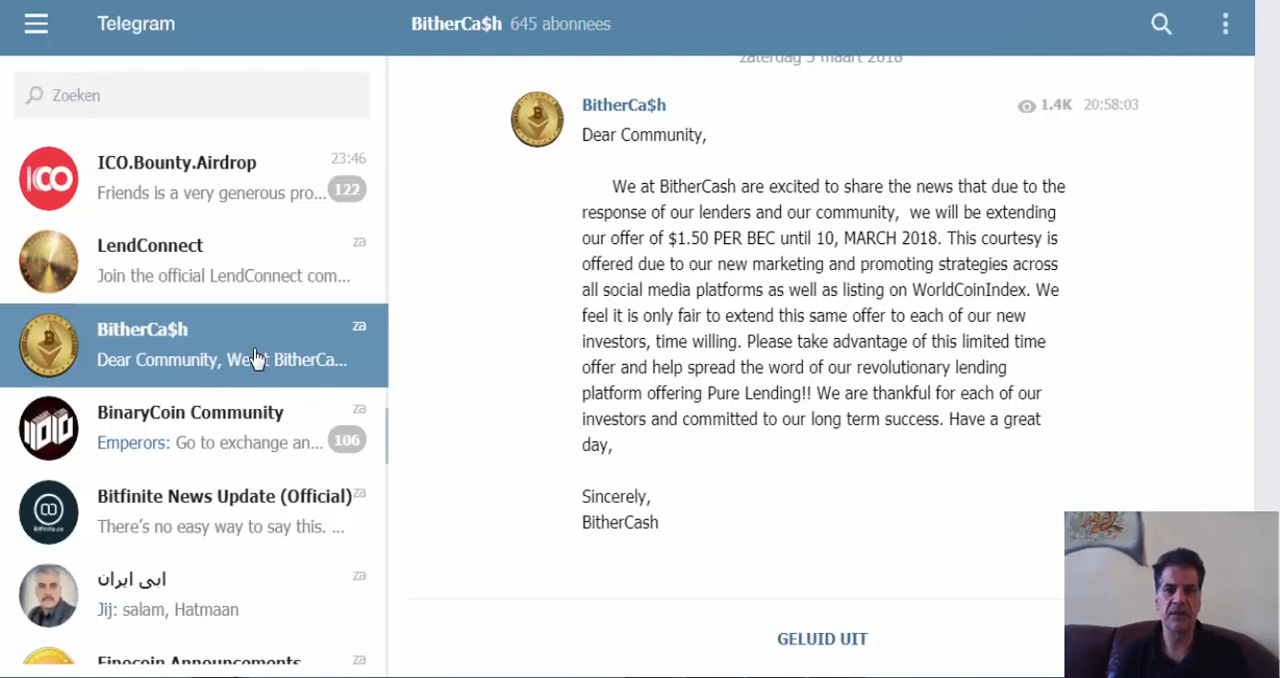 Telegram
BitherCa$h 645 abonnees
Zoeken
ICO.Bounty.Airdrop 23:46
Friends is a very generous pro... 122
LendConnect za
Join the official LendConnect com...
BitherCa$h za
Dear Community, We at BitherCa...
BinaryCoin Community za
Emperors: Go to exchange an... 106
Bitfinite News Update (Official) za
There's no easy way to say this. ...
ابی ایران za
Jij: salam, Hatmaan
Finecoin Announcements za
zaterdag 3 maart 2018
BitherCa$h 1.4K 20:58:03
Dear Community,
We at BitherCash are excited to share the news that due to the
response of our lenders and our community, we will be extending
our offer of $1.50 PER BEC until 10, MARCH 2018. This courtesy is
offered due to our new marketing and promoting strategies across
all social media platforms as well as listing on WorldCoinIndex. We
feel it is only fair to extend this same offer to each of our new
investors, time willing. Please take advantage of this limited time
offer and help spread the word of our revolutionary lending
platform offering Pure Lending!! We are thankful for each of our
investors and committed to our long term success. Have a great
day,
Sincerely,
BitherCash
GELUID UIT